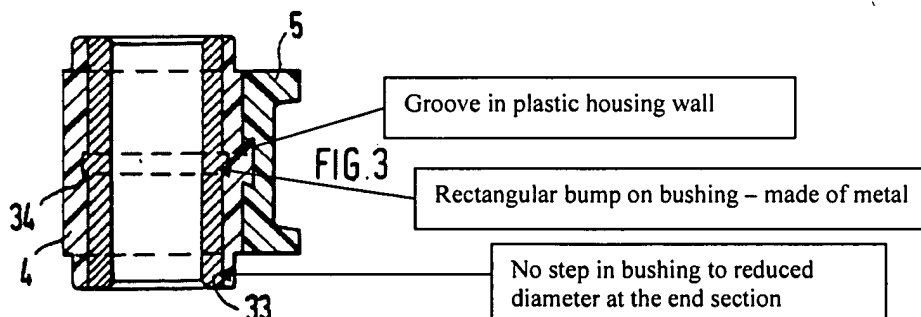 5
Groove in plastic housing wall
FIG.3
Rectangular bump on bushing – made of metal
34
4
No step in bushing to reduced
diameter at the end section
33